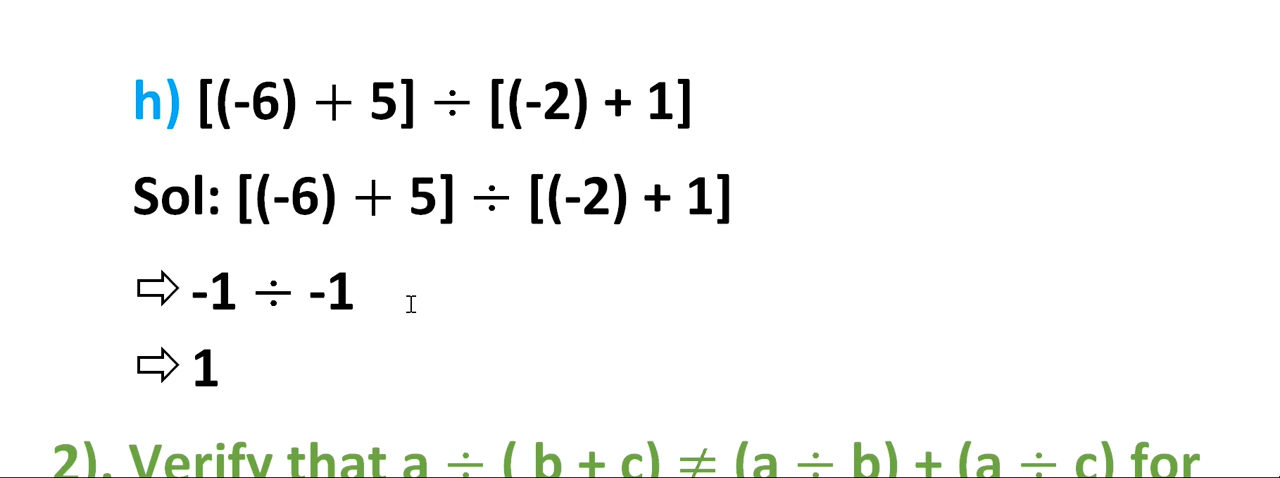 h) [(-6) + 5] ÷ [(-2) + 1]
Sol: [(-6) + 5] ÷ [(-2) + 1]
⇨ -1 ÷ -1
⇨ 1
2). Verify that a ÷ ( b + c) ≠ (a ÷ b) + (a ÷ c) for